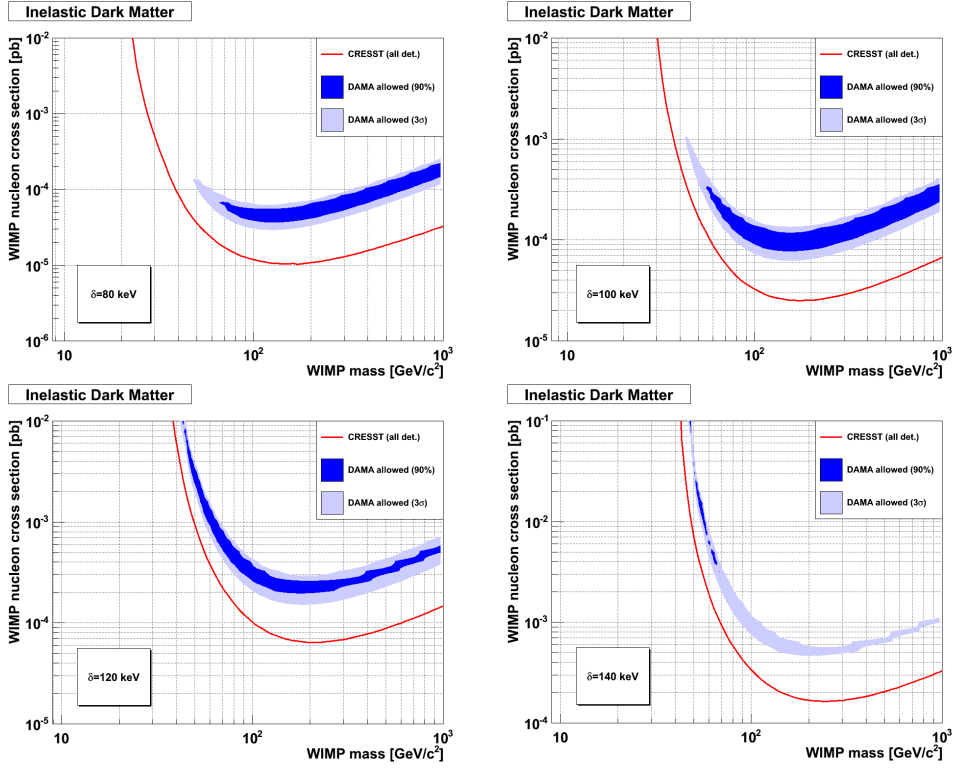 Inelastic Dark Matter
WIMP nucleon cross section [pb]
10⁻²
10⁻³
10⁻⁴
10⁻⁵
10⁻⁶
CRESST (all det.)
DAMA allowed (90%)
DAMA allowed (3σ)
δ=80 keV
10
10²
10³
WIMP mass [GeV/c²]
Inelastic Dark Matter
WIMP nucleon cross section [pb]
10⁻²
10⁻³
10⁻⁴
10⁻⁵
CRESST (all det.)
DAMA allowed (90%)
DAMA allowed (3σ)
δ=100 keV
10
10²
10³
WIMP mass [GeV/c²]
Inelastic Dark Matter
WIMP nucleon cross section [pb]
10⁻²
10⁻³
10⁻⁴
10⁻⁵
CRESST (all det.)
DAMA allowed (90%)
DAMA allowed (3σ)
δ=120 keV
10
10²
10³
WIMP mass [GeV/c²]
Inelastic Dark Matter
WIMP nucleon cross section [pb]
10⁻¹
10⁻²
10⁻³
10⁻⁴
CRESST (all det.)
DAMA allowed (90%)
DAMA allowed (3σ)
δ=140 keV
10
10²
10³
WIMP mass [GeV/c²]